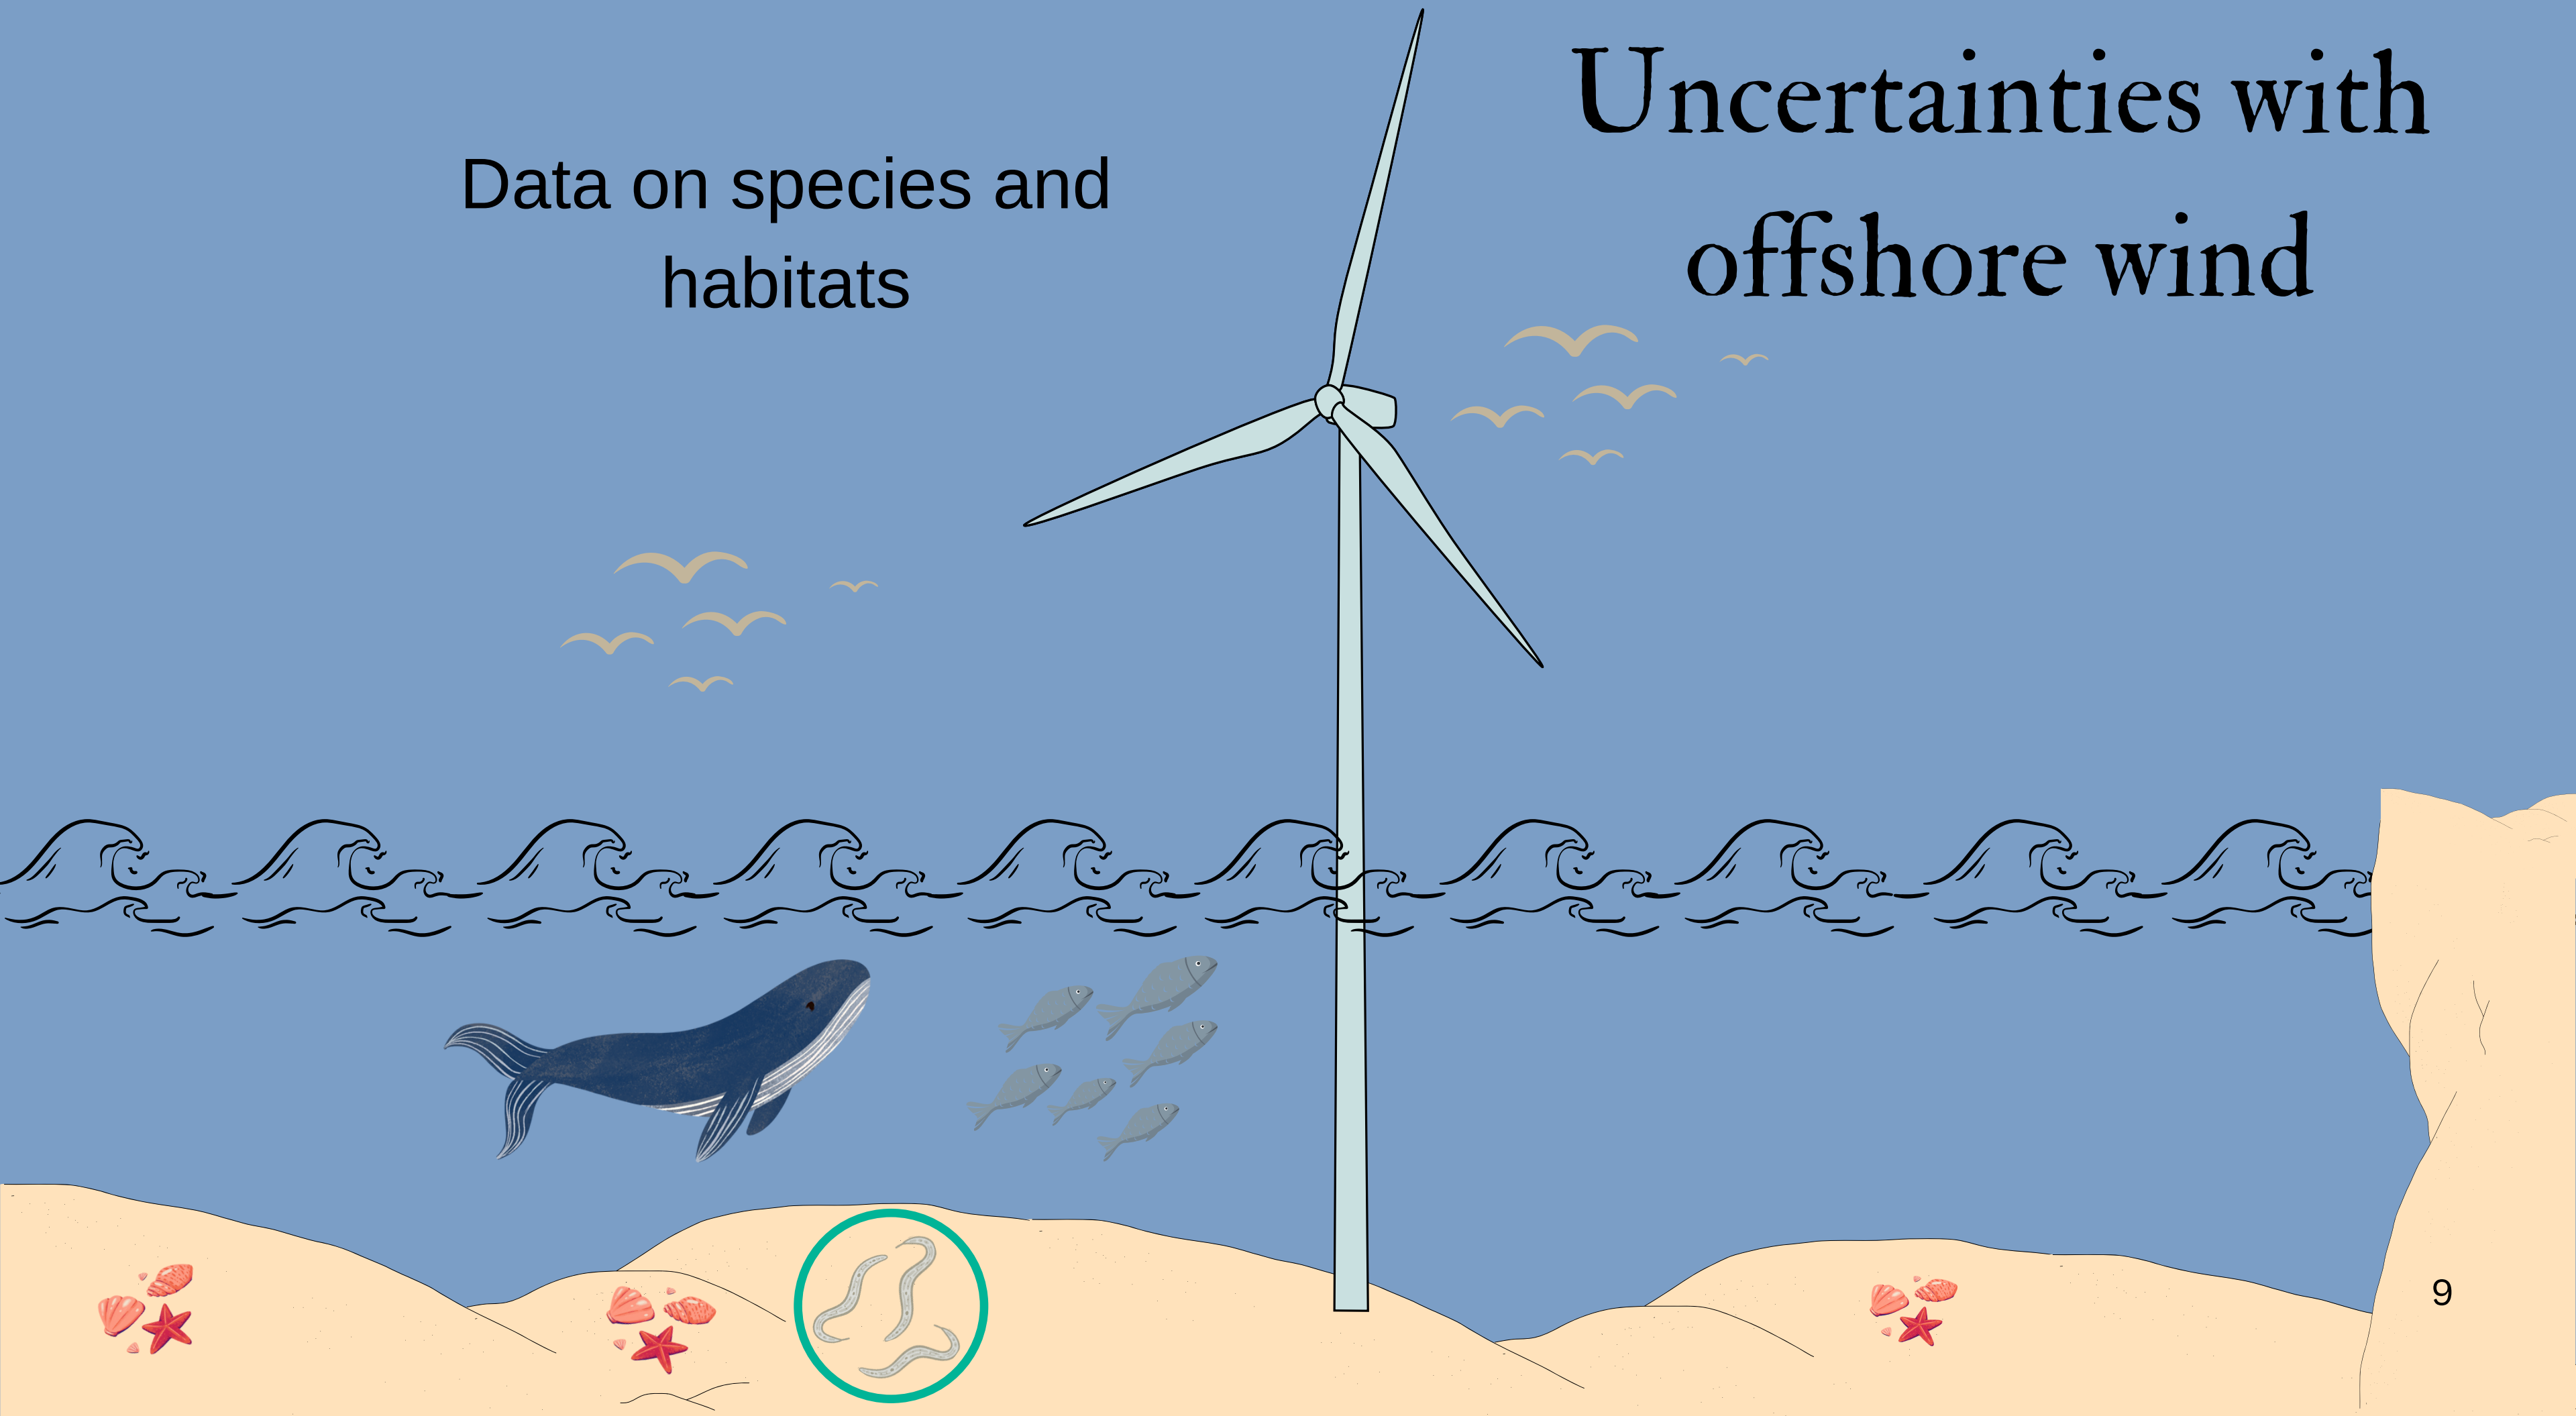 Uncertainties with
offshore wind
Data on species and
habitats
9